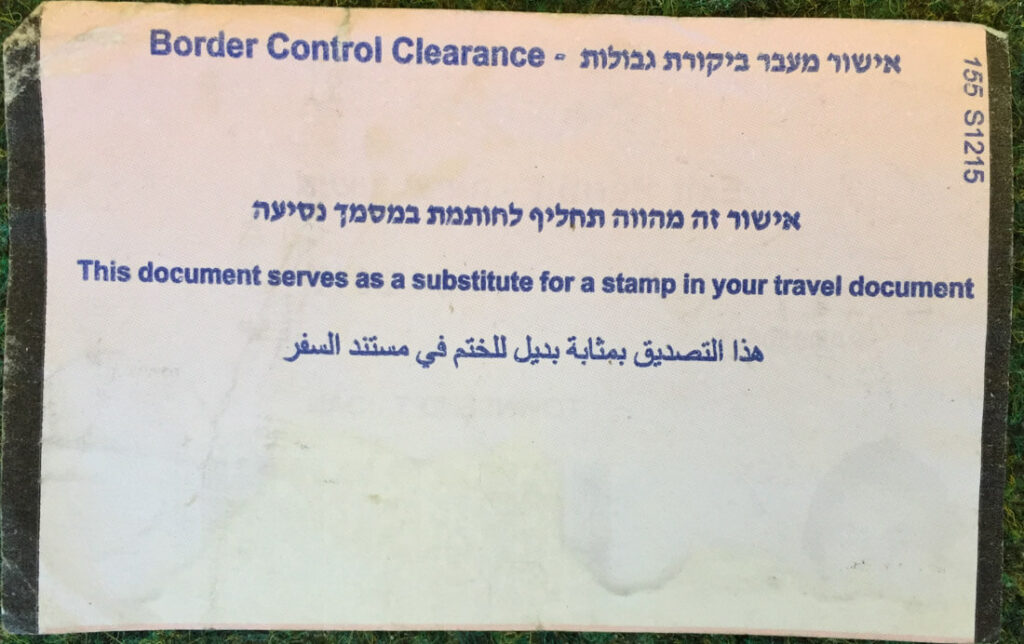 Border Control Clearance - אישור מעבר ביקורת גבולות
155 S1215
אישור זה מהווה תחליף לחותמת במסמך נסיעה
This document serves as a substitute for a stamp in your travel document
هذا التصديق بمثابة بديل للختم في مستند السفر